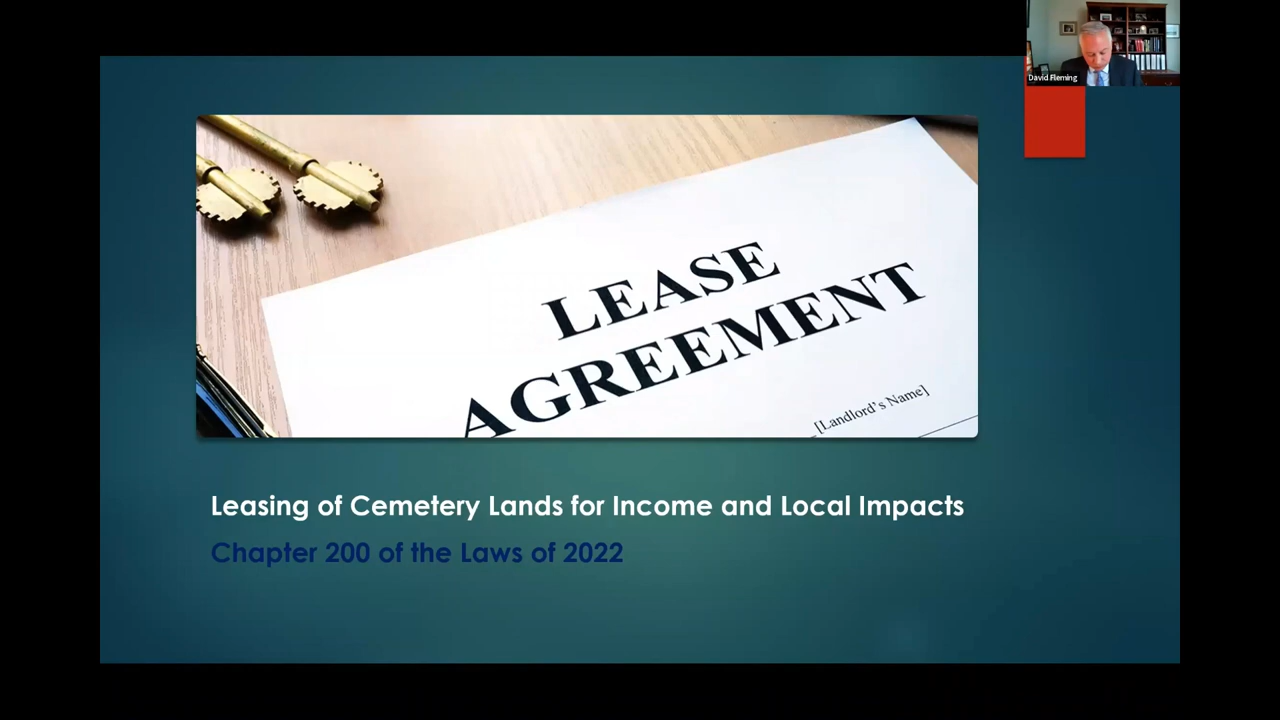 David Fleming
LEASE
AGREEMENT
[Landlord's Name]
Leasing of Cemetery Lands for Income and Local Impacts
Chapter 200 of the Laws of 2022